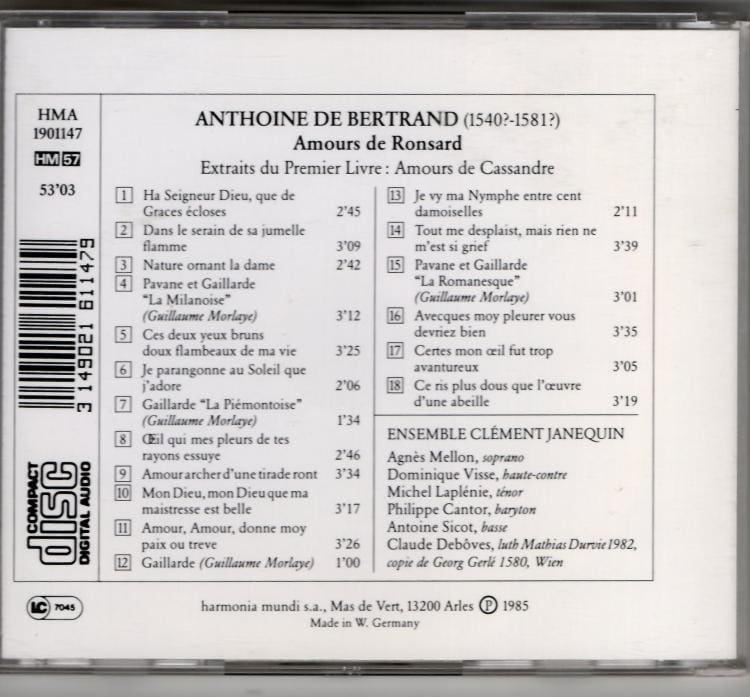 HMA
1901147
HM 57
53'03
3 149021 611479
COMPACT
disc
DIGITAL AUDIO
ANTHOINE DE BERTRAND (1540?-1581?)
Amours de Ronsard
Extraits du Premier Livre : Amours de Cassandre
1 Ha Seigneur Dieu, que de
Graces écloses 2'45
2 Dans le serain de sa jumelle
flamme 3'09
3 Nature ornant la dame 2'42
4 Pavane et Gaillarde
"La Milanoise"
(Guillaume Morlaye) 3'12
5 Ces deux yeux bruns
doux flambeaux de ma vie 3'25
6 Je parangonne au Soleil que
j'adore 2'06
7 Gaillarde "La Piémontoise"
(Guillaume Morlaye) 1'34
8 Œil qui mes pleurs de tes
rayons essuye 2'46
9 Amour archer d'une tirade ront 3'34
10 Mon Dieu, mon Dieu que ma
maistresse est belle 3'17
11 Amour, Amour, donne moy
paix ou treve 3'26
12 Gaillarde (Guillaume Morlaye) 1'00
13 Je vy ma Nymphe entre cent
damoiselles 2'11
14 Tout me desplaist, mais rien ne
m'est si grief 3'39
15 Pavane et Gaillarde
"La Romanesque"
(Guillaume Morlaye) 3'01
16 Avecques moy pleurer vous
devriez bien 3'35
17 Certes mon œil fut trop
avantureux 3'05
18 Ce ris plus dous que l'œuvre
d'une abeille 3'19
ENSEMBLE CLÉMENT JANEQUIN
Agnès Mellon, soprano
Dominique Visse, haute-contre
Michel Laplénie, ténor
Philippe Cantor, baryton
Antoine Sicot, basse
Claude Debôves, luth Mathias Durvie 1982,
copie de Georg Gerlé 1580, Wien
LC 7045
harmonia mundi s.a., Mas de Vert, 13200 Arles Ⓟ 1985
Made in W. Germany